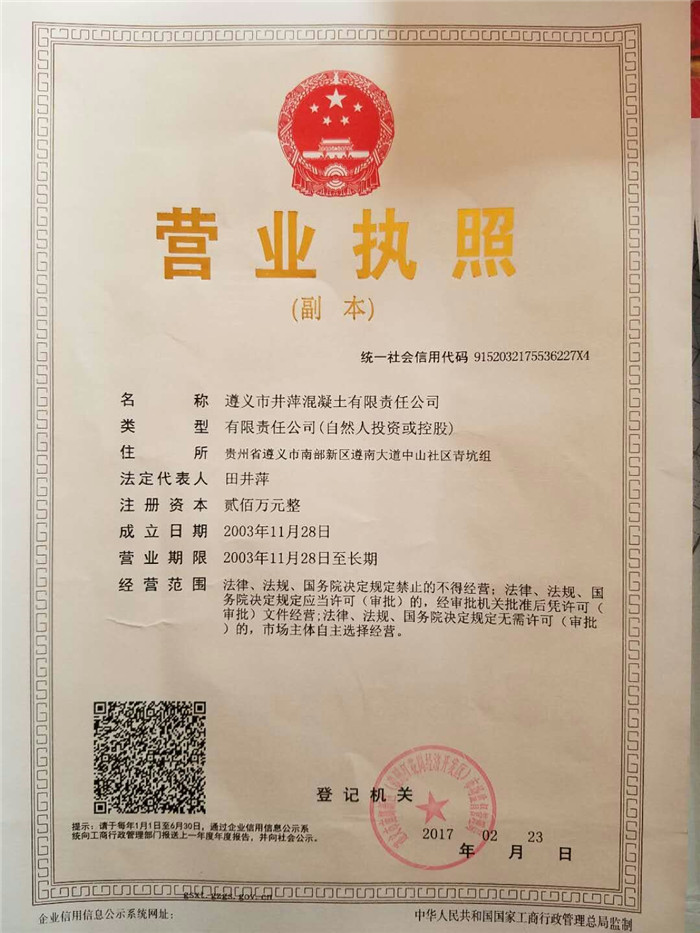 营业执照
(副 本)
统一社会信用代码 9152032175536227X4
名 称 遵义市井萍混凝土有限责任公司
类 型 有限责任公司(自然人投资或控股)
住 所 贵州省遵义市南部新区遵南大道中山社区青坑组
法定代表人 田井萍
注册资本 贰佰万元整
成立日期 2003年11月28日
营业期限 2003年11月28日至长期
经营范围 法律、法规、国务院决定规定禁止的不得经营；法律、法规、国
务院决定规定应当许可（审批）的，经审批机关批准后凭许可（
审批）文件经营;法律、法规、国务院决定规定无需许可（审批
）的，市场主体自主选择经营。
登记机关
2017 02 23
年 月 日
提示：请于每年1月1日至6月30日，通过企业信用信息公示系
统向工商行政管理部门报送上一年度年度报告，并向社会公示。
gsxt.gzgs.gov.cn
企业信用信息公示系统网址：
中华人民共和国国家工商行政管理总局监制